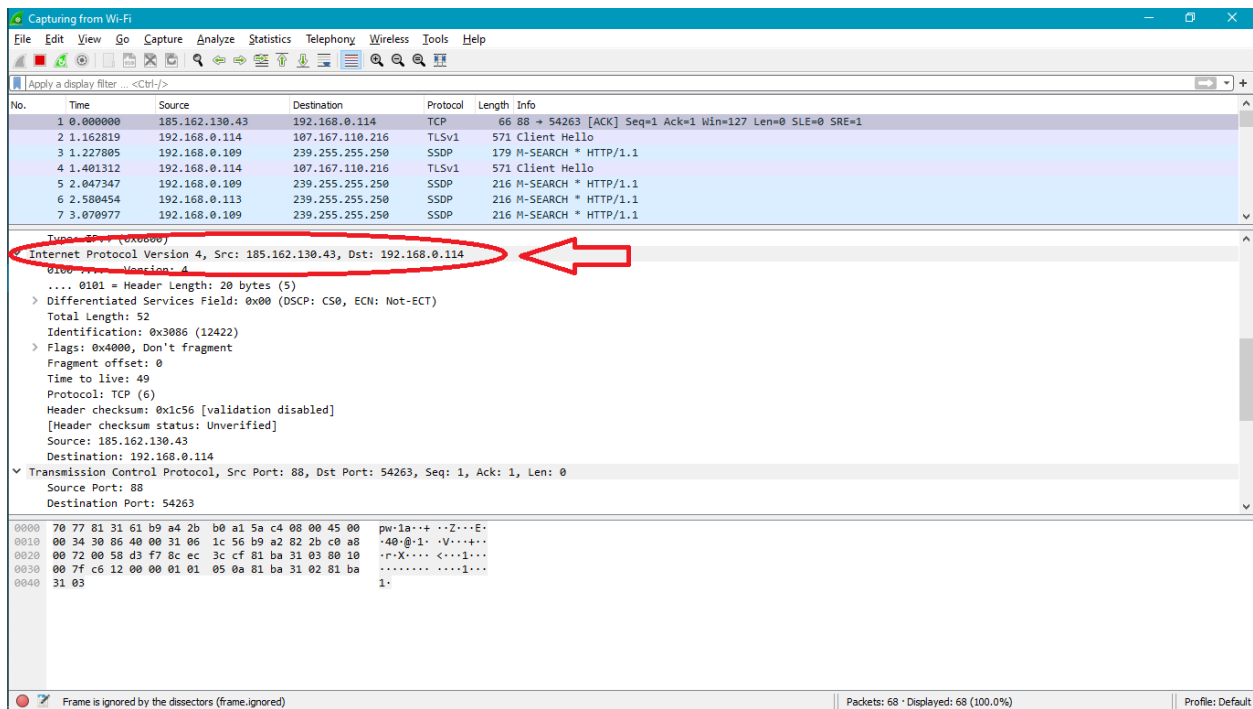 Capturing from Wi-Fi
File Edit View Go Capture Analyze Statistics Telephony Wireless Tools Help
Apply a display filter ... <Ctrl-/>
No. Time Source Destination Protocol Length Info
1 0.000000 185.162.130.43 192.168.0.114 TCP 66 88 → 54263 [ACK] Seq=1 Ack=1 Win=127 Len=0 SLE=0 SRE=1
2 1.162819 192.168.0.114 107.167.110.216 TLSv1 571 Client Hello
3 1.227805 192.168.0.109 239.255.255.250 SSDP 179 M-SEARCH * HTTP/1.1
4 1.401312 192.168.0.114 107.167.110.216 TLSv1 571 Client Hello
5 2.047347 192.168.0.109 239.255.255.250 SSDP 216 M-SEARCH * HTTP/1.1
6 2.580454 192.168.0.113 239.255.255.250 SSDP 216 M-SEARCH * HTTP/1.1
7 3.070977 192.168.0.109 239.255.255.250 SSDP 216 M-SEARCH * HTTP/1.1
Type: IPv4 (0x0800)
Internet Protocol Version 4, Src: 185.162.130.43, Dst: 192.168.0.114
0100 .... = Version: 4
.... 0101 = Header Length: 20 bytes (5)
Differentiated Services Field: 0x00 (DSCP: CS0, ECN: Not-ECT)
Total Length: 52
Identification: 0x3086 (12422)
Flags: 0x4000, Don't fragment
Fragment offset: 0
Time to live: 49
Protocol: TCP (6)
Header checksum: 0x1c56 [validation disabled]
[Header checksum status: Unverified]
Source: 185.162.130.43
Destination: 192.168.0.114
Transmission Control Protocol, Src Port: 88, Dst Port: 54263, Seq: 1, Ack: 1, Len: 0
Source Port: 88
Destination Port: 54263
0000 70 77 81 31 61 b9 a4 2b b0 a1 5a c4 08 00 45 00 pw·1a··+ ··Z···E·
0010 00 34 30 86 40 00 31 06 1c 56 b9 a2 82 2b c0 a8 ·40·@·1· ·V···+··
0020 00 72 00 58 d3 f7 8c ec 3c cf 81 ba 31 03 80 10 ·r·X···· <···1···
0030 00 7f c6 12 00 00 01 01 05 0a 81 ba 31 02 81 ba ········ ····1···
0040 31 03 1·
Frame is ignored by the dissectors (frame.ignored) Packets: 68 · Displayed: 68 (100.0%) Profile: Default